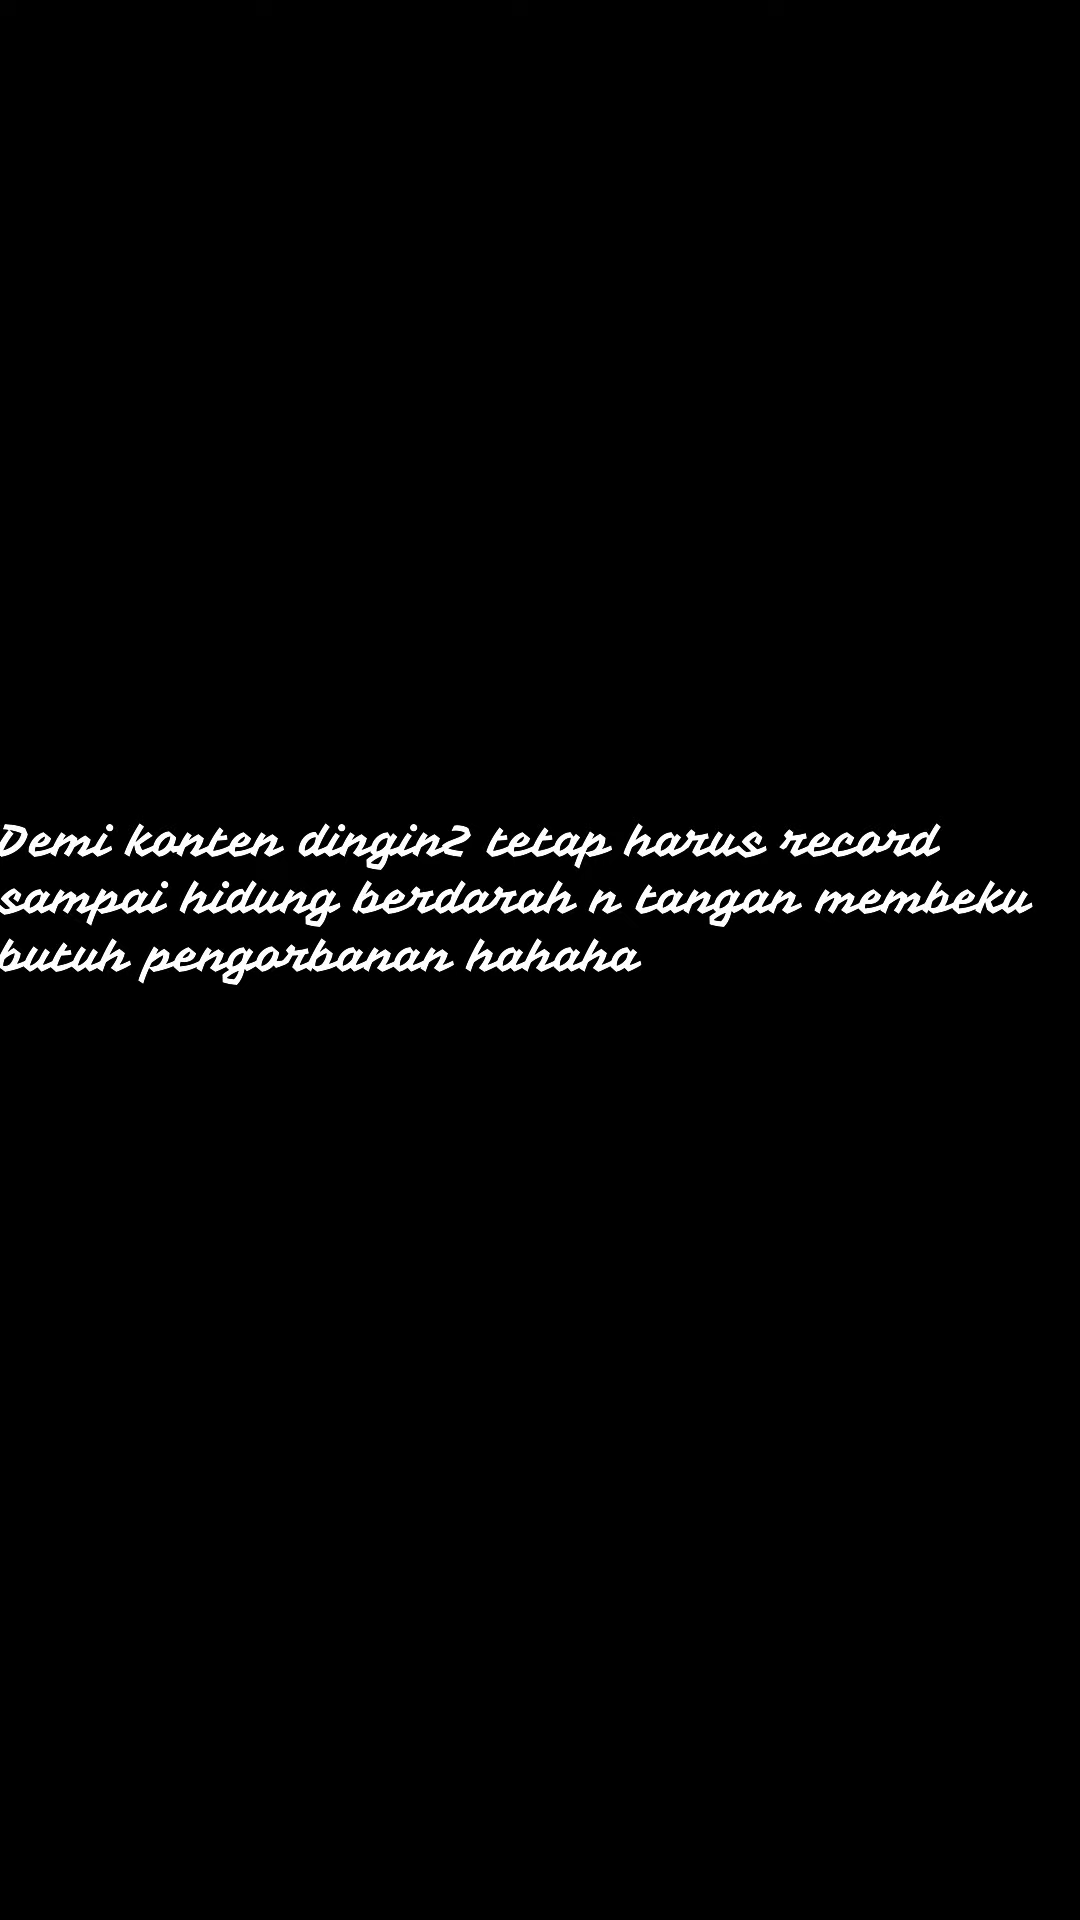 Demi konten dingin2 tetap harus record
sampai hidung berdarah n tangan membeku
butuh pengorbanan hahaha